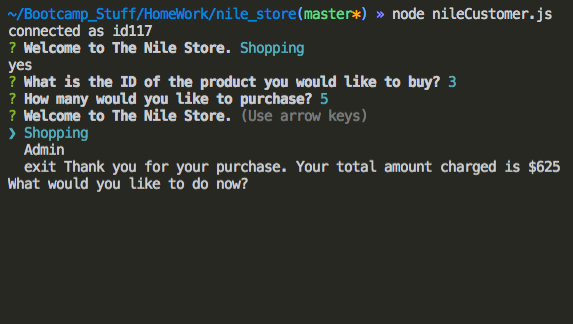 ~/Bootcamp_Stuff/HomeWork/nile_store(master*) » node nileCustomer.js
connected as id117
? Welcome to The Nile Store. Shopping
yes
? What is the ID of the product you would like to buy? 3
? How many would you like to purchase? 5
? Welcome to The Nile Store. (Use arrow keys)
❯ Shopping
  Admin
  exit Thank you for your purchase. Your total amount charged is $625
What would you like to do now?